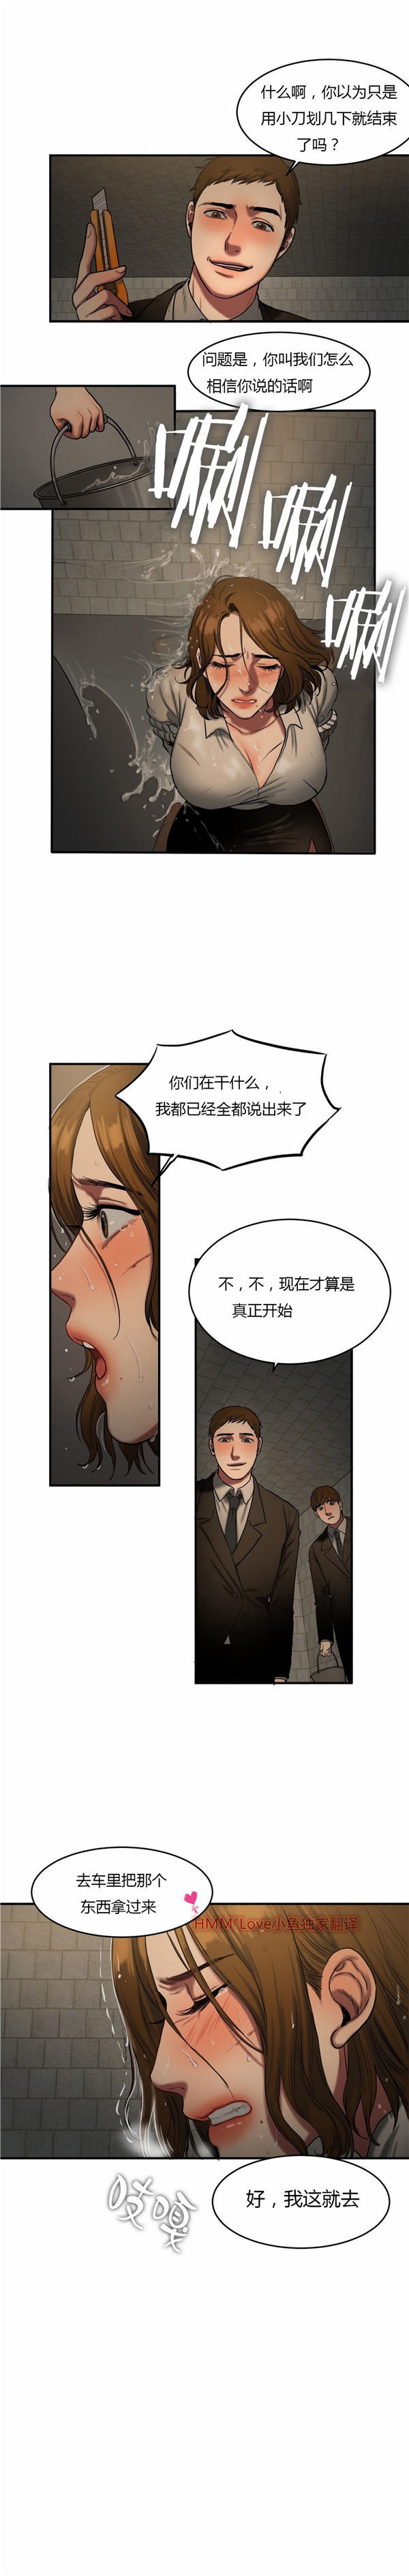 什么啊，你以为只是
用小刀划几下就结束
了吗？
问题是，你叫我们怎么
相信你说的话啊
唰
唰
唰
你们在干什么，
我都已经全都说出来了
不，不，现在才算是
真正开始
去车里把那个
东西拿过来
HMM°Love小鱼独家翻译
好，我这就去
吱嘎